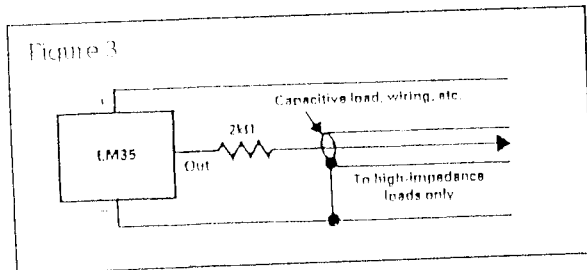 Figure 3
Capacitive load, wiring, etc.
2kΩ
LM35
Out
To high-impedance
loads only